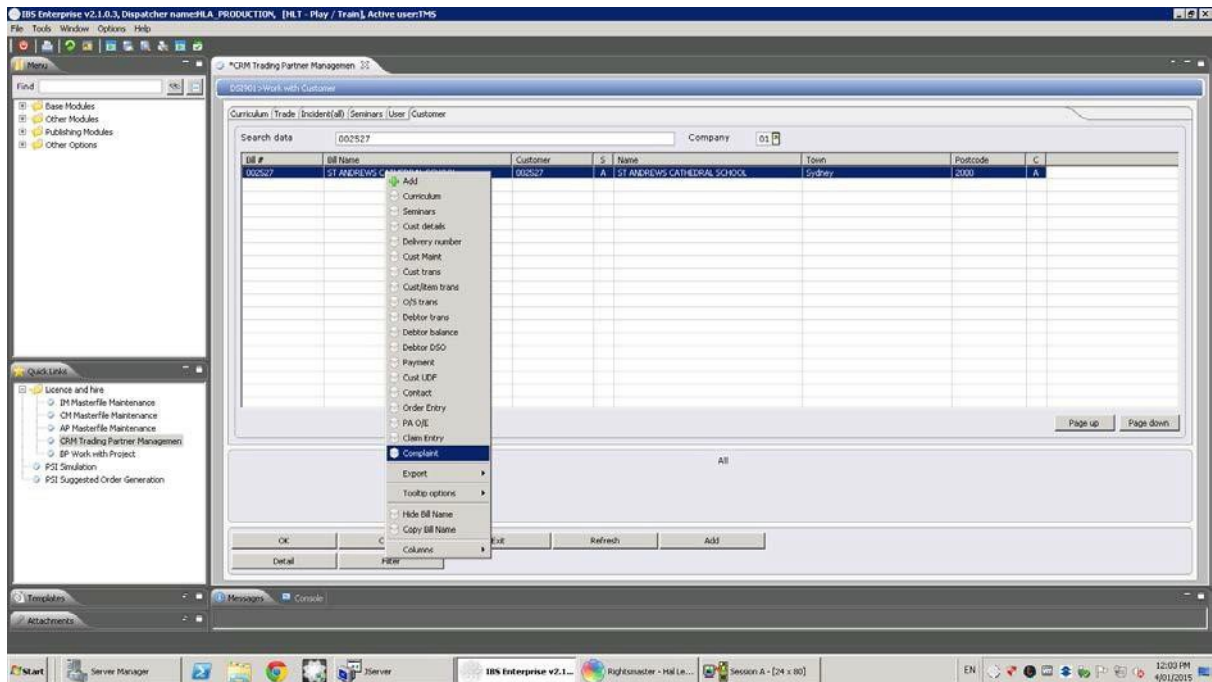 IBS Enterprise v2.1.0.3, Dispatcher name:HLA_PRODUCTION, [HLT - Play / Train], Active user:TMS
File Tools Window Options Help
Menu
*CRM Trading Partner Managemen
Find
DSI901>Work with Customer
Base Modules
Other Modules
Publishing Modules
Other Options
Curriculum Trade Incident(all) Seminars User Customer
Search data 002527 Company 01
Bill # Bill Name Customer S Name Town Postcode C
002527 ST ANDREWS CATHEDRAL SCHOOL 002527 A ST ANDREWS CATHEDRAL SCHOOL Sydney 2000 A
Add
Curriculum
Seminars
Cust details
Delivery number
Cust Maint
Cust trans
Cust/item trans
O/S trans
Debtor trans
Debtor balance
Debtor DSO
Payment
Cust UDF
Contact
Order Entry
PA O/E
Claim Entry
Complaint
Export
Tooltip options
Hide Bill Name
Copy Bill Name
Columns
Page up Page down
All
Quick Links
Licence and hire
IM Masterfile Maintenance
CM Masterfile Maintenance
AP Masterfile Maintenance
CRM Trading Partner Managemen
BP Work with Project
PSI Simulation
PSI Suggested Order Generation
OK C Exit Refresh Add
Detail Filter
Templates
Messages Console
Attachments
Start Server Manager JServer IBS Enterprise v2.1... Rightsmaster - Hal Le... Session A - [24 x 80] EN 12:03 PM
4/01/2015